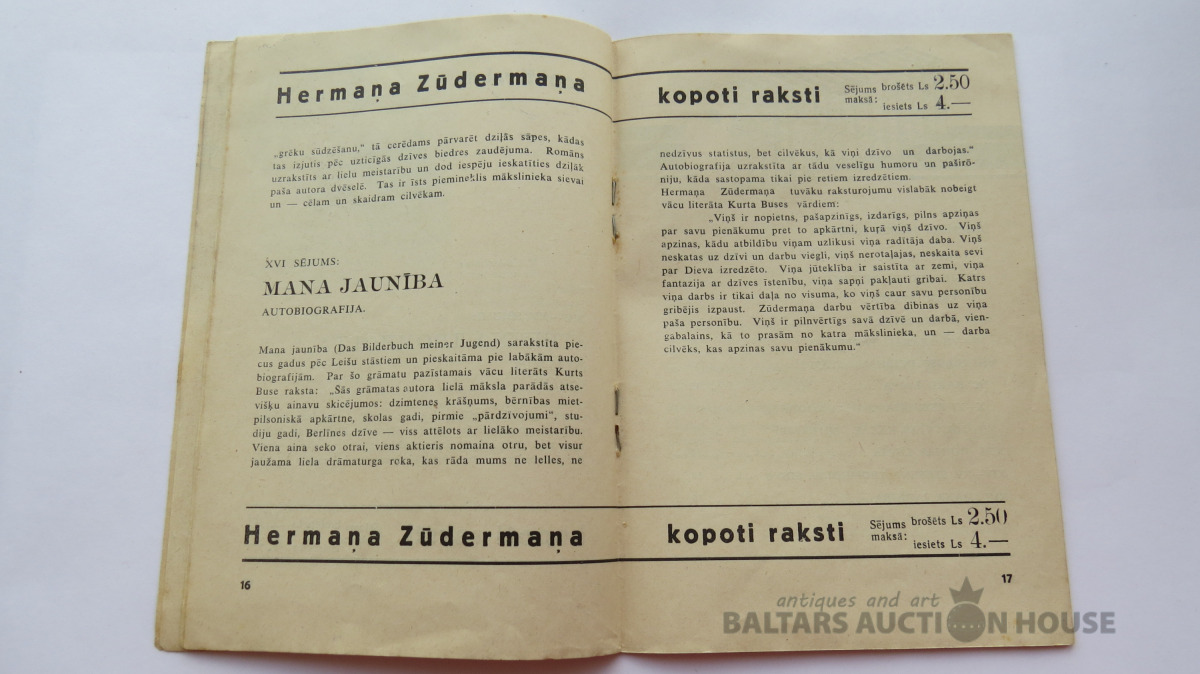 Hermaņa Zūdermaņa
„grēku sūdzēšanu,“ tā cerēdams pārvarēt dziļās sāpes, kādas
tas izjutis pēc uzticīgās dzīves biedres zaudējuma. Romāns
uzrakstīts ar lielu meistarību un dod iespēju ieskatīties dziļāk
paša autora dvēselē. Tas ir īsts piemineklis mākslinieka sievai
un — cēlam un skaidram cilvēkam.
XVI SĒJUMS:
MANA JAUNĪBA
AUTOBIOGRAFIJA.
Mana jaunība (Das Bilderbuch meiner Jugend) sarakstīta pie-
cus gadus pēc Leišu stāstiem un pieskaitāma pie labākām auto-
biografijām. Par šo grāmatu pazīstamais vācu literāts Kurts
Buse raksta: „Šās grāmatas autora lielā māksla parādās atse-
višķu ainavu skicējumos: dzimtenes krāšņums, bērnības miet-
pilsoniskā apkārtne, skolas gadi, pirmie „pārdzīvojumi“, stu-
diju gadi, Berlīnes dzīve — viss attēlots ar lielāko meistarību.
Viena aina seko otrai, viens aktieris nomaina otru, bet visur
jaužama liela drāmaturga roka, kas rāda mums ne lelles, ne
Hermaņa Zūdermaņa
16
kopoti raksti Sējums maksā: brošēts Ls 2.50
iesiets Ls 4.—
nedzīvus statistus, bet cilvēkus, kā viņi dzīvo un darbojas.“
Autobiografija uzrakstīta ar tādu veselīgu humoru un paširō-
niju, kāda sastopama tikai pie retiem izredzētiem.
Hermaņa Zūdermaņa tuvāku raksturojumu vislabāk nobeigt
vācu literāta Kurta Buses vārdiem:
„Viņš ir nopietns, pašapzinīgs, izdarīgs, pilns apziņas
par savu pienākumu pret to apkārtni, kuŗā viņš dzīvo. Viņš
apzinas, kādu atbildību viņam uzlikusi viņa radītāja daba. Viņš
neskatas uz dzīvi un darbu viegli, viņš nerotaļajas, neskaita sevi
par Dieva izredzēto. Viņa jūteklība ir saistīta ar zemi, viņa
fantazija ar dzīves īstenību, viņa sapņi pakļauti gribai. Katrs
viņa darbs ir tikai daļa no visuma, ko viņš caur savu personību
gribējis izpaust. Zūdermaņa darbu vērtība dibinas uz viņa
paša personību. Viņš ir pilnvērtīgs savā dzīvē un darbā, vien-
gabalains, kā to prasām no katra mākslinieka, un — darba
cilvēks, kas apzinas savu pienākumu.“
kopoti raksti Sējums maksā: brošēts Ls 2.50
iesiets Ls 4.—
17
antiques and art
BALTARS AUCTION HOUSE